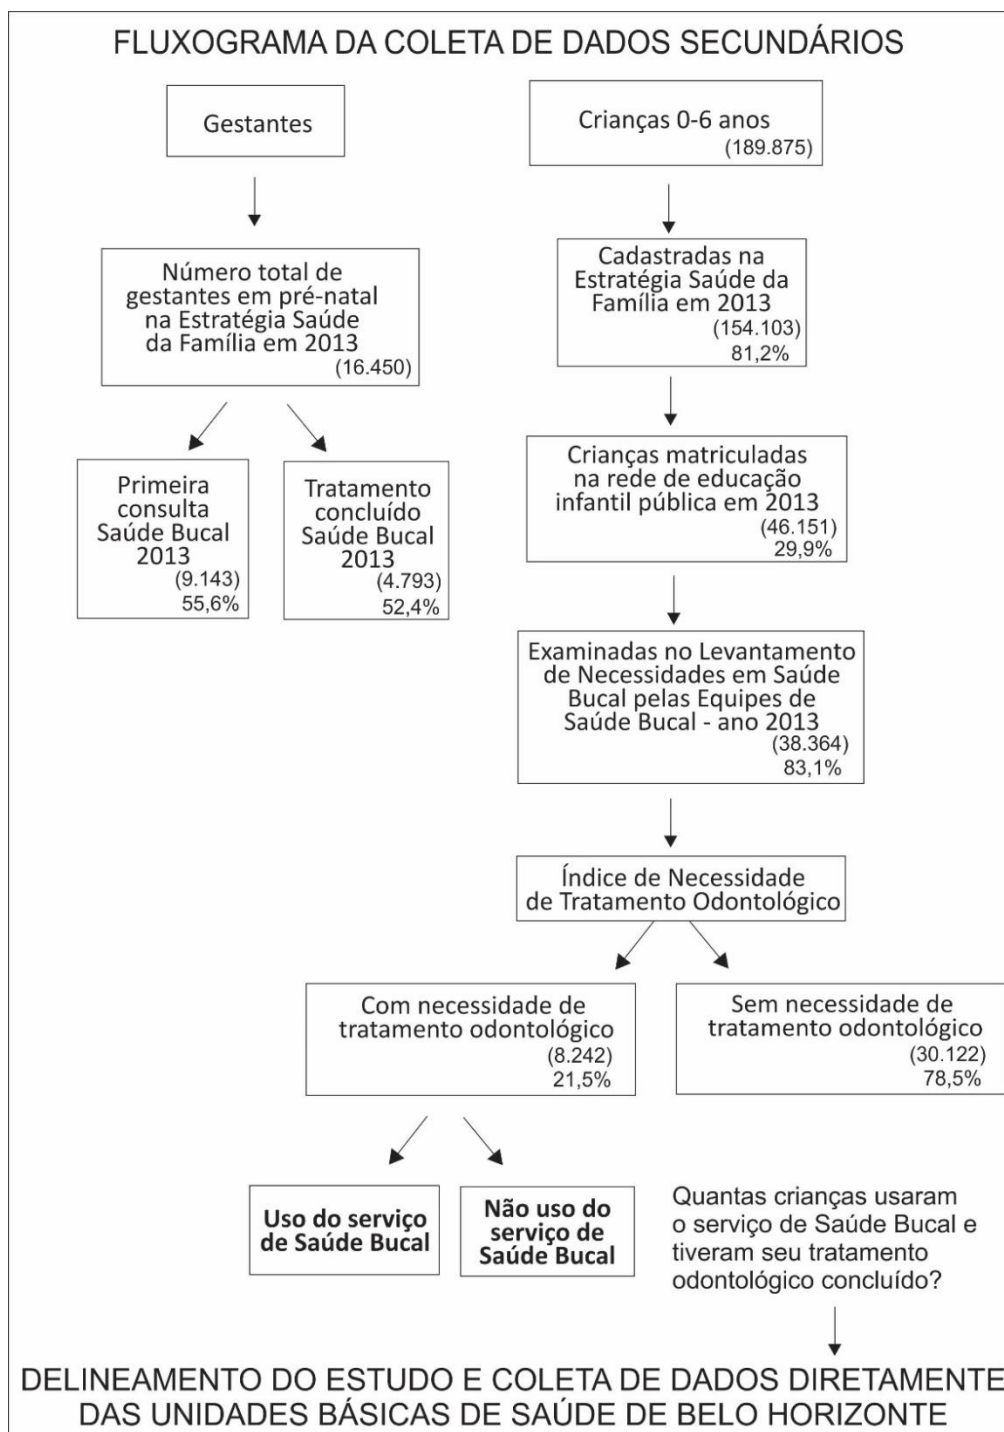 FLUXOGRAMA DA COLETA DE DADOS SECUNDÁRIOS
Gestantes
Número total de
gestantes em pré-natal
na Estratégia Saúde
da Família em 2013
(16.450)
Primeira
consulta
Saúde Bucal
2013
(9.143)
55,6%
Tratamento
concluído
Saúde Bucal
2013
(4.793)
52,4%
Crianças 0-6 anos
(189.875)
Cadastradas na
Estratégia Saúde da
Família em 2013
(154.103)
81,2%
Crianças matriculadas
na rede de educação
infantil pública em 2013
(46.151)
29,9%
Examinadas no Levantamento
de Necessidades em Saúde
Bucal pelas Equipes de
Saúde Bucal - ano 2013
(38.364)
83,1%
Índice de Necessidade
de Tratamento Odontológico
Com necessidade de
tratamento odontológico
(8.242)
21,5%
Sem necessidade de
tratamento odontológico
(30.122)
78,5%
Uso do serviço
de Saúde Bucal
Não uso do
serviço de
Saúde Bucal
Quantas crianças usaram
o serviço de Saúde Bucal e
tiveram seu tratamento
odontológico concluído?
DELINEAMENTO DO ESTUDO E COLETA DE DADOS DIRETAMENTE
DAS UNIDADES BÁSICAS DE SAÚDE DE BELO HORIZONTE